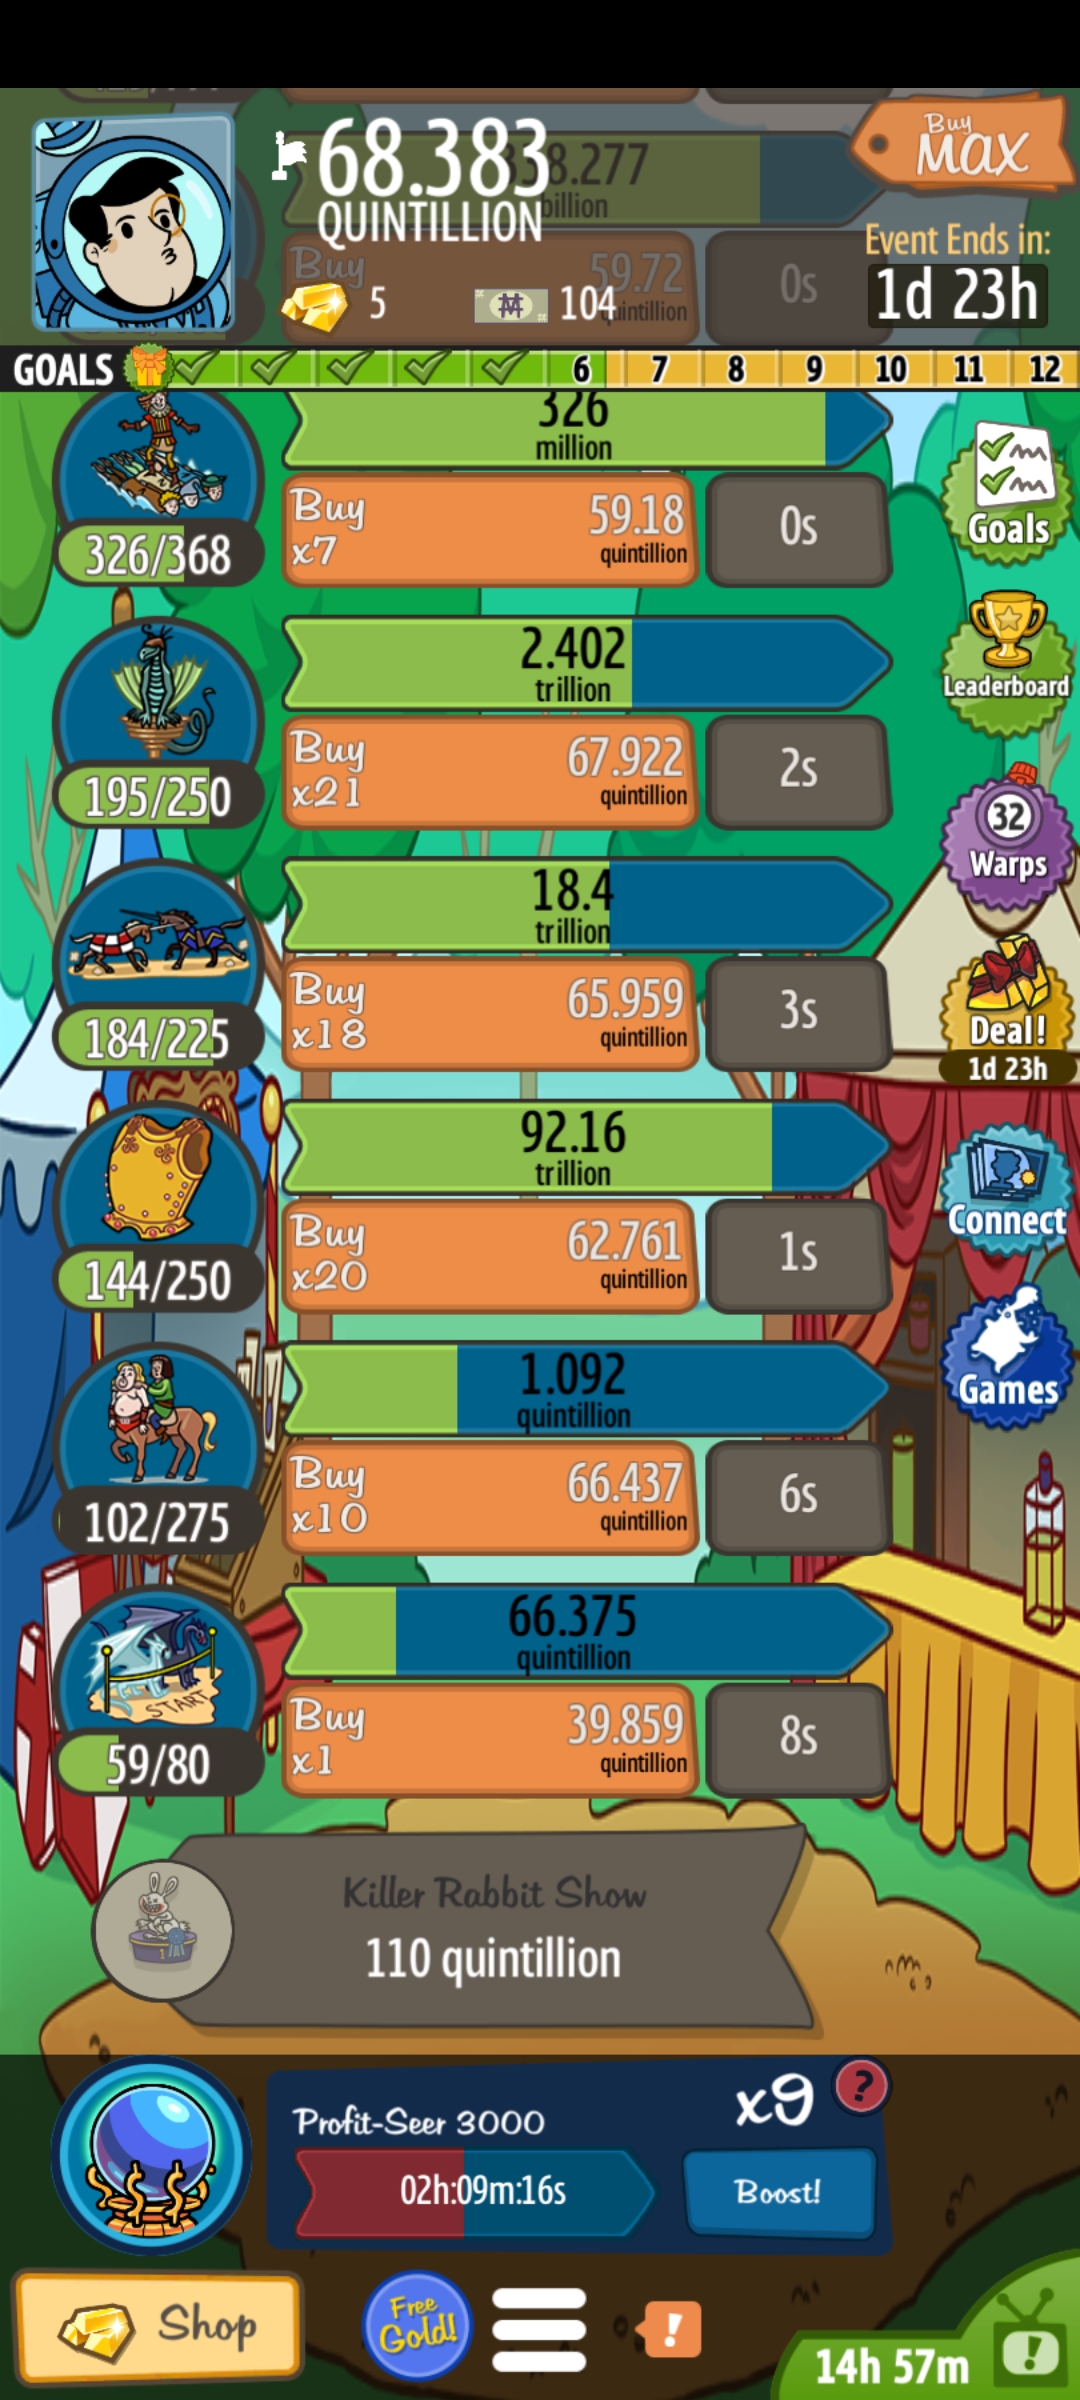 68.383
QUINTILLION
5
104
Buy
MAX
Event Ends in:
1d 23h
8.277
billion
Buy
59.72
quintillion
0s
GOALS
6 7 8 9 10 11 12
326
million
326/368
Buy
x7
59.18
quintillion
0s
Goals
2.402
trillion
195/250
Buy
x21
67.922
quintillion
2s
Leaderboard
32
Warps
18.4
trillion
184/225
Buy
x18
65.959
quintillion
3s
Deal!
1d 23h
92.16
trillion
144/250
Buy
x20
62.761
quintillion
1s
Connect
1.092
quintillion
102/275
Buy
x10
66.437
quintillion
6s
Games
66.375
quintillion
START
59/80
Buy
x1
39.859
quintillion
8s
Killer Rabbit Show
110 quintillion
1
Profit-Seer 3000
x9
?
02h:09m:16s
Boost!
Shop
Free
Gold!
!
14h 57m
!